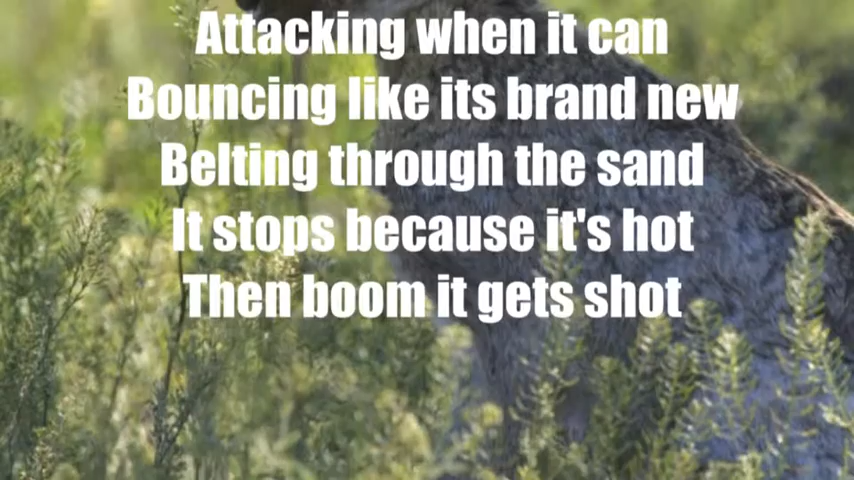 Attacking when it can
Bouncing like its brand new
Belting through the sand
It stops because it's hot
Then boom it gets shot